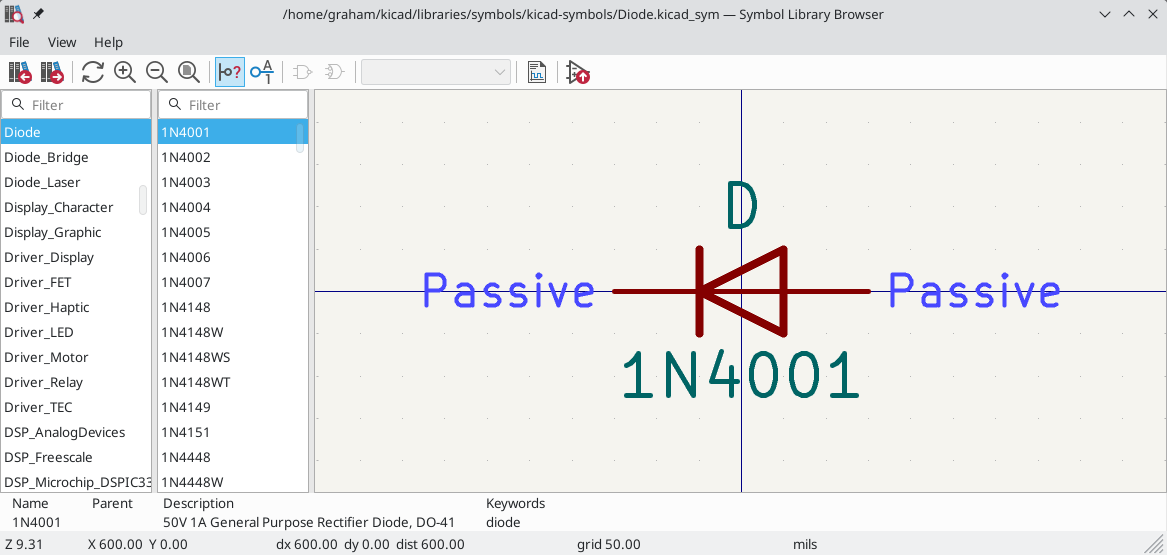 /home/graham/kicad/libraries/symbols/kicad-symbols/Diode.kicad_sym — Symbol Library Browser
File View Help
Filter
Diode
Diode_Bridge
Diode_Laser
Display_Character
Display_Graphic
Driver_Display
Driver_FET
Driver_Haptic
Driver_LED
Driver_Motor
Driver_Relay
Driver_TEC
DSP_AnalogDevices
DSP_Freescale
DSP_Microchip_DSPIC33
Filter
1N4001
1N4002
1N4003
1N4004
1N4005
1N4006
1N4007
1N4148
1N4148W
1N4148WS
1N4148WT
1N4149
1N4151
1N4448
1N4448W
D
Passive Passive
1N4001
Name Parent Description Keywords
1N4001 50V 1A General Purpose Rectifier Diode, DO-41 diode
Z 9.31 X 600.00 Y 0.00 dx 600.00 dy 0.00 dist 600.00 grid 50.00 mils